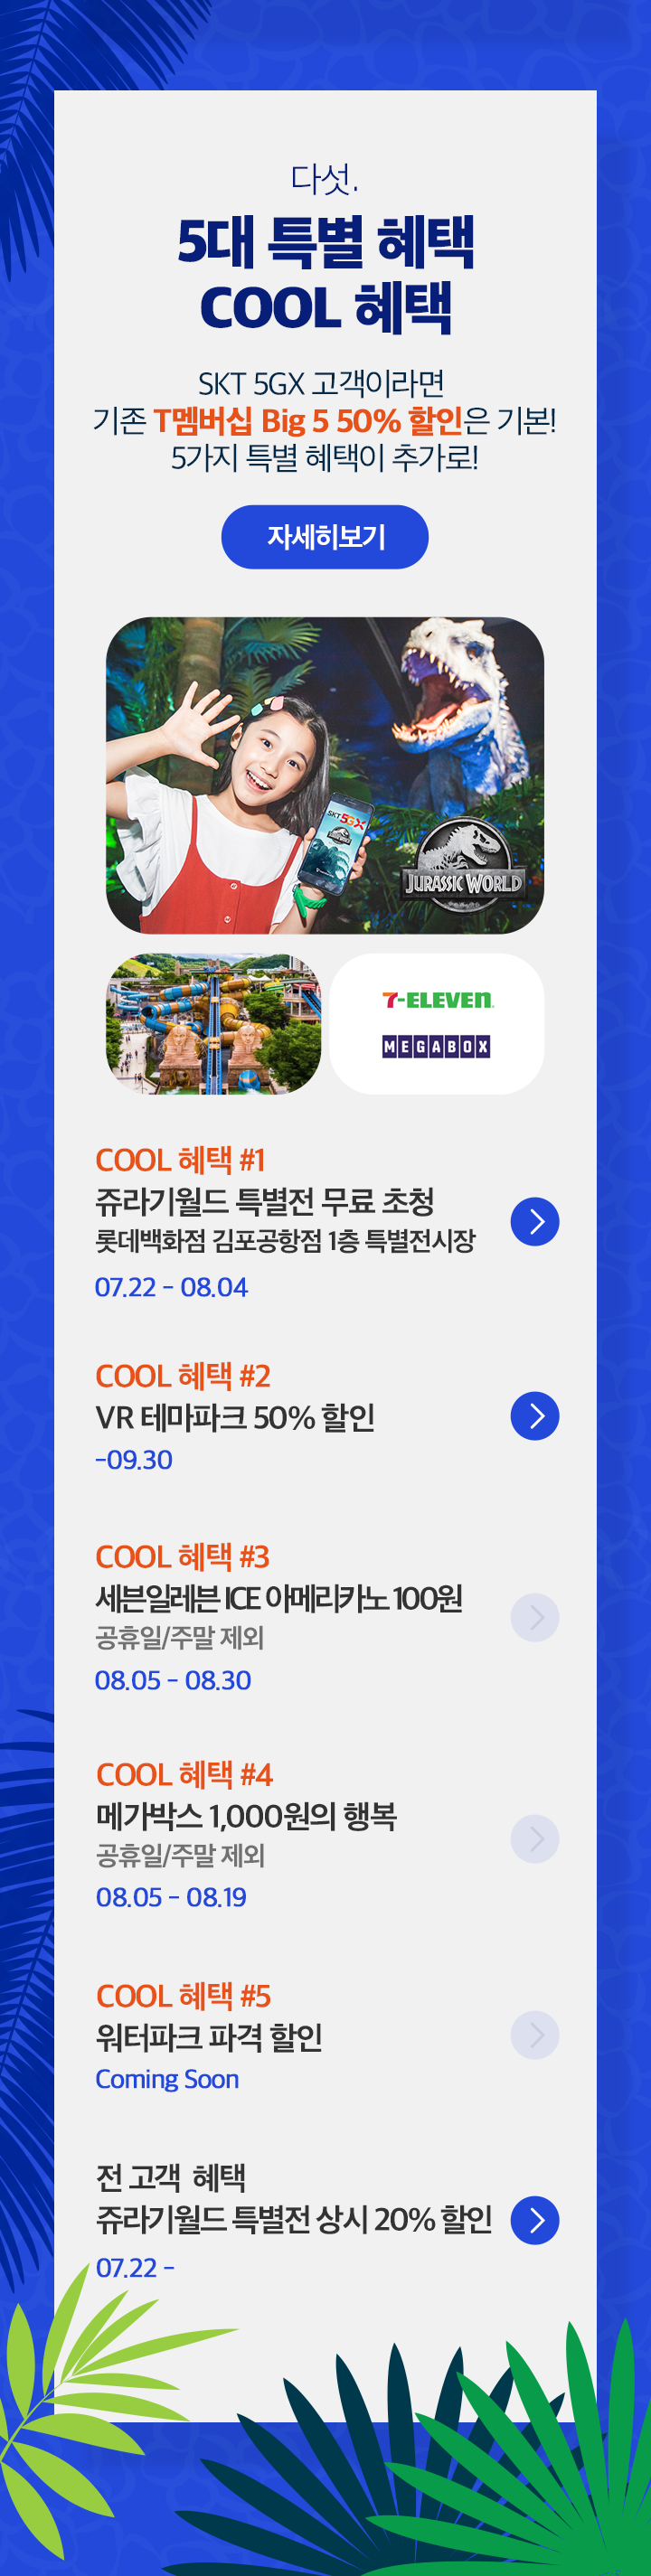 다섯.
5대 특별 혜택
COOL 혜택
SKT 5GX 고객이라면
기존 T멤버십 Big 5 50% 할인은 기본!
5가지 특별 혜택이 추가로!
자세히보기
SKT 5GX
JURASSIC WORLD
7-ELEVEN
MEGABOX
COOL 혜택 #1
쥬라기월드 특별전 무료 초청
롯데백화점 김포공항점 1층 특별전시장
07.22 - 08.04
COOL 혜택 #2
VR 테마파크 50% 할인
-09.30
COOL 혜택 #3
세븐일레븐 ICE 아메리카노 100원
공휴일/주말 제외
08.05 - 08.30
COOL 혜택 #4
메가박스 1,000원의 행복
공휴일/주말 제외
08.05 - 08.19
COOL 혜택 #5
워터파크 파격 할인
Coming Soon
전 고객 혜택
쥬라기월드 특별전 상시 20% 할인
07.22 -